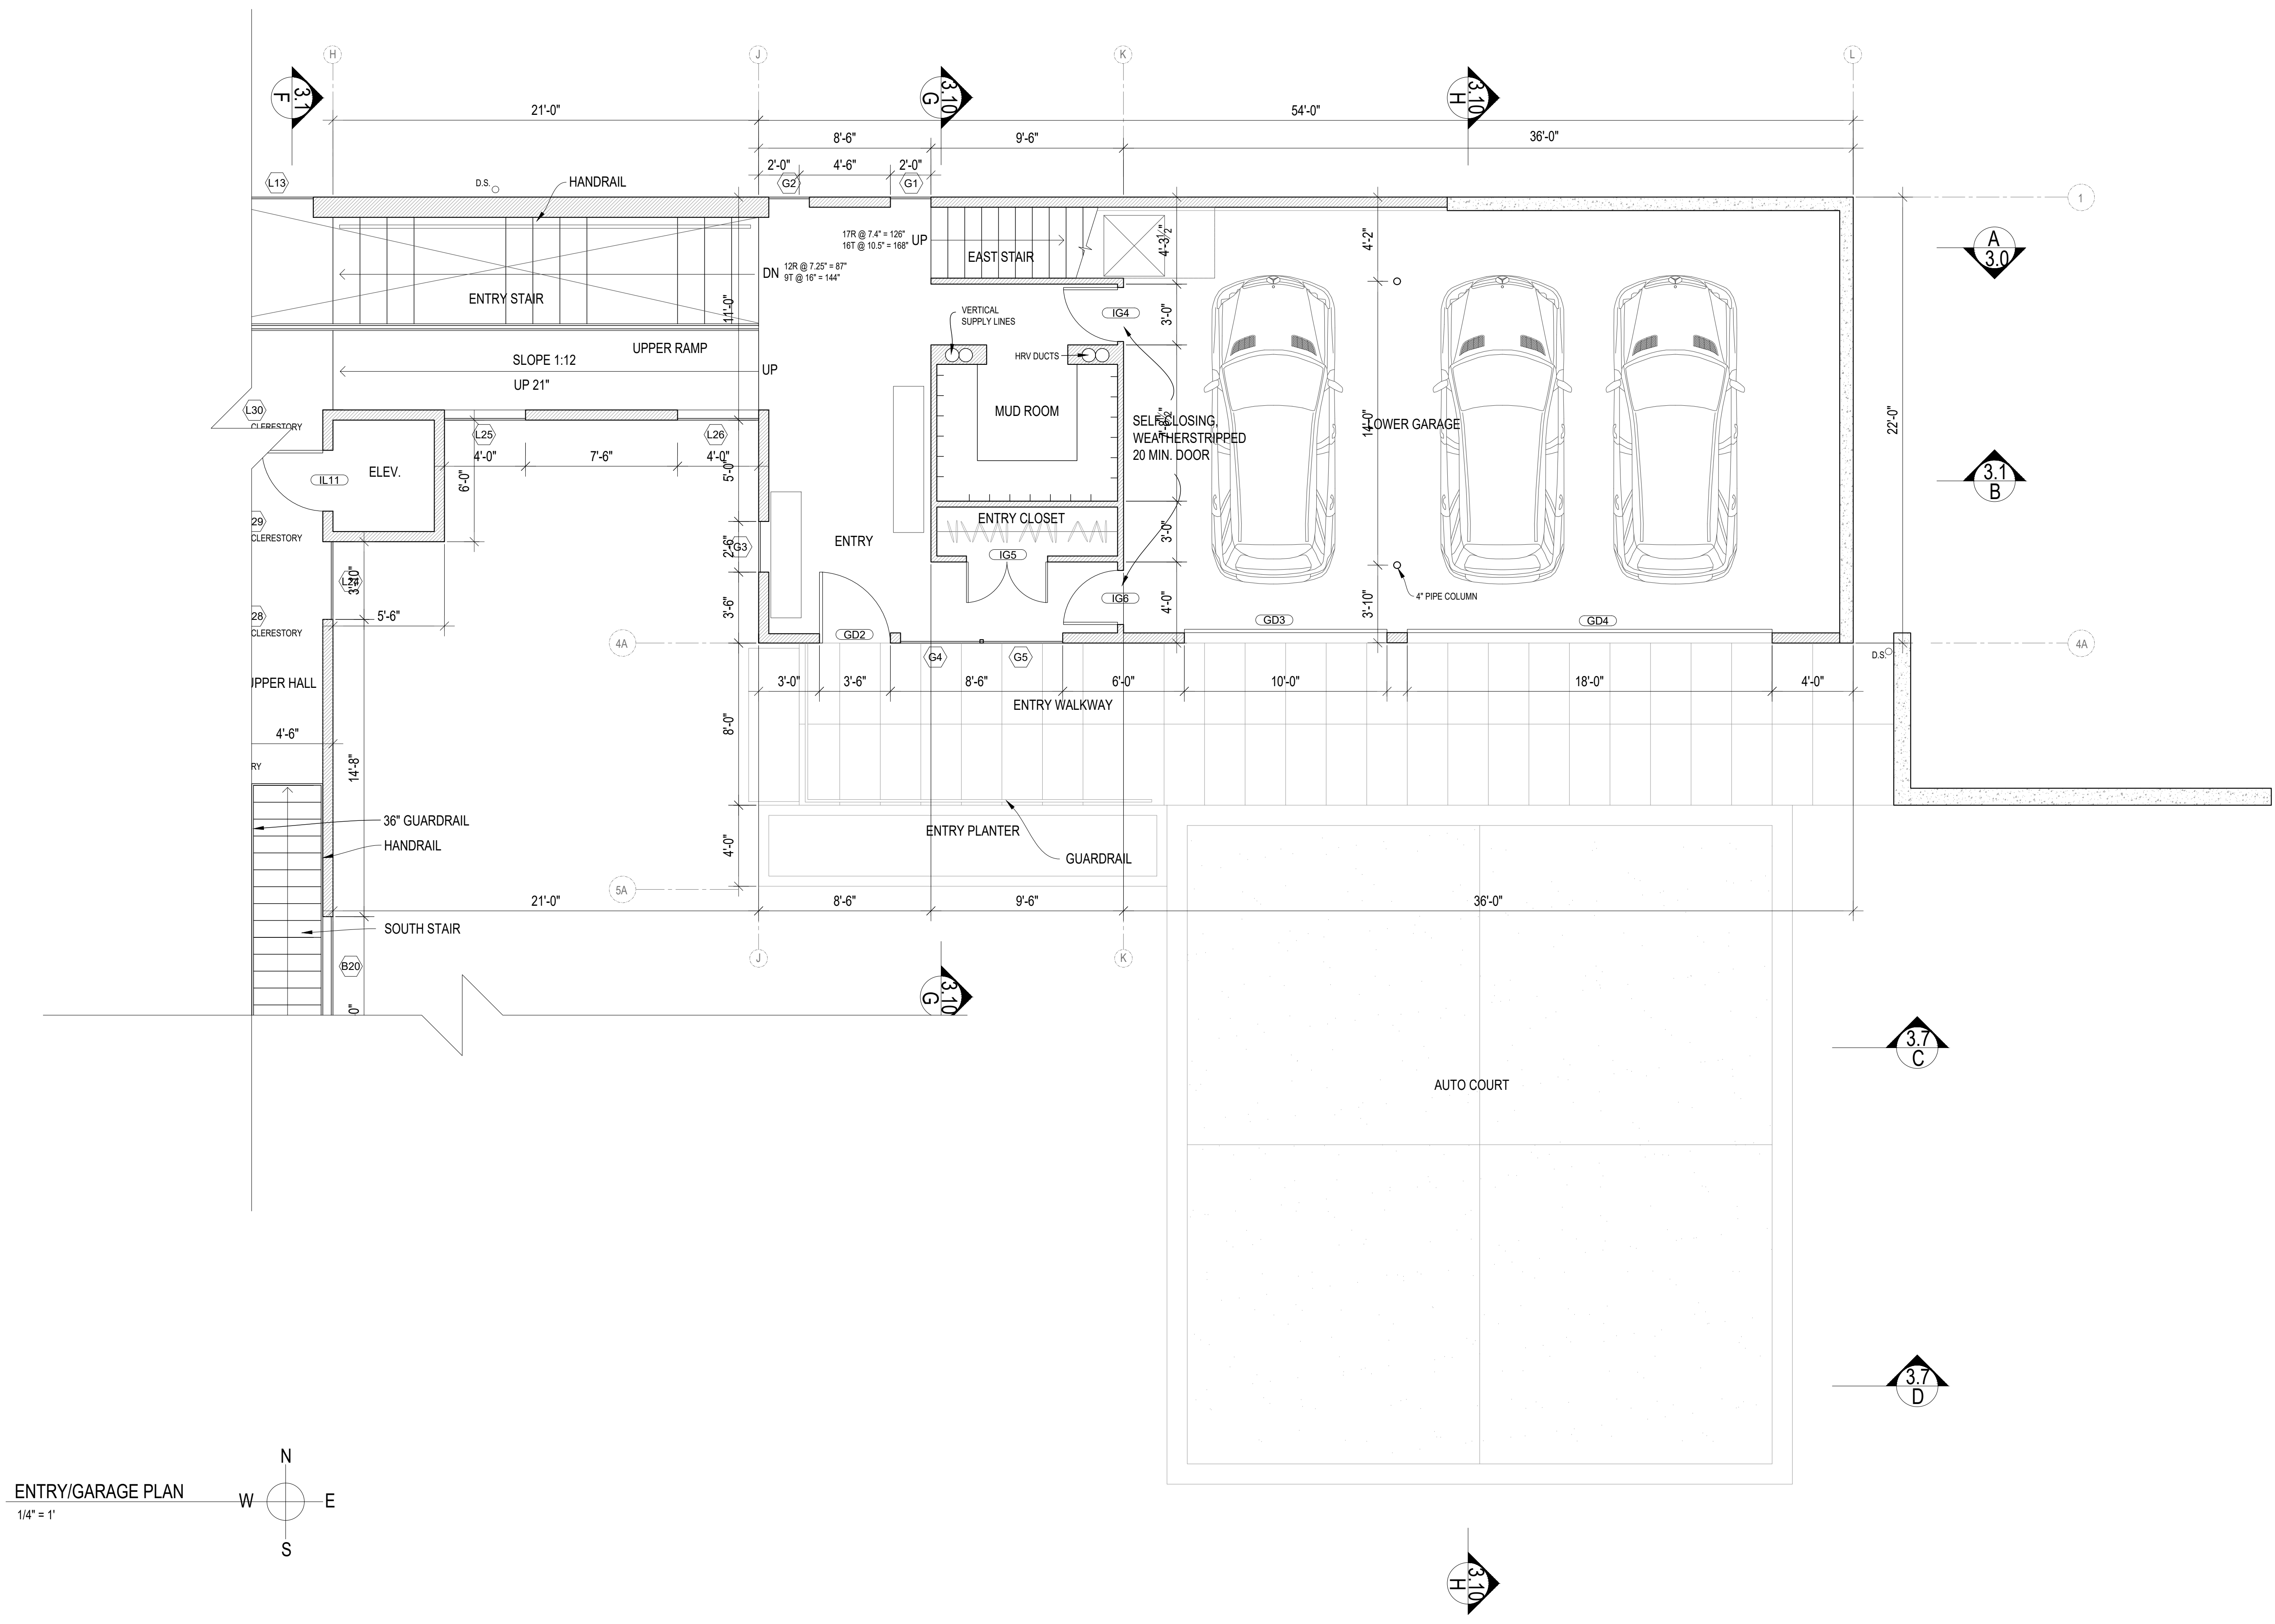 H
J
K
L
3.1
F
3.10
G
3.10
H
21'-0"
54'-0"
8'-6"
9'-6"
36'-0"
2'-0"
4'-6"
2'-0"
L13
D.S.
HANDRAIL
G2
G1
1
17R @ 7.4" = 126"
16T @ 10.5" = 168"
UP
EAST STAIR
4'-3½"
4'-2"
A
3.0
DN
12R @ 7.25" = 87"
9T @ 16" = 144"
ENTRY STAIR
11'-0"
VERTICAL
SUPPLY LINES
IG4
3'-0"
UPPER RAMP
SLOPE 1:12
UP 21"
UP
HRV DUCTS
MUD ROOM
SELF CLOSING,
WEATHERSTRIPPED
20 MIN. DOOR
14'-0"
LOWER GARAGE
22'-0"
L30
CLERESTORY
L25
L26
4'-0"
7'-6"
4'-0"
5'-0"
ELEV.
IL11
6'-0"
3.1
B
29
CLERESTORY
ENTRY CLOSET
3'-0"
ENTRY
2'-6"
G3
IG5
L24
3'-10"
5'-6"
3'-6"
IG6
4'-0"
3'-10"
4" PIPE COLUMN
28
CLERESTORY
4A
GD2
GD3
GD4
4A
G4
G5
D.S.
UPPER HALL
3'-0"
3'-6"
8'-6"
6'-0"
10'-0"
18'-0"
4'-0"
ENTRY WALKWAY
8'-0"
4'-6"
14'-8"
RY
36" GUARDRAIL
HANDRAIL
ENTRY PLANTER
GUARDRAIL
4'-0"
5A
21'-0"
8'-6"
9'-6"
36'-0"
SOUTH STAIR
J
K
B20
0"
3.10
G
3.7
C
AUTO COURT
3.7
D
N
W
E
S
ENTRY/GARAGE PLAN
1/4" = 1'
3.10
H